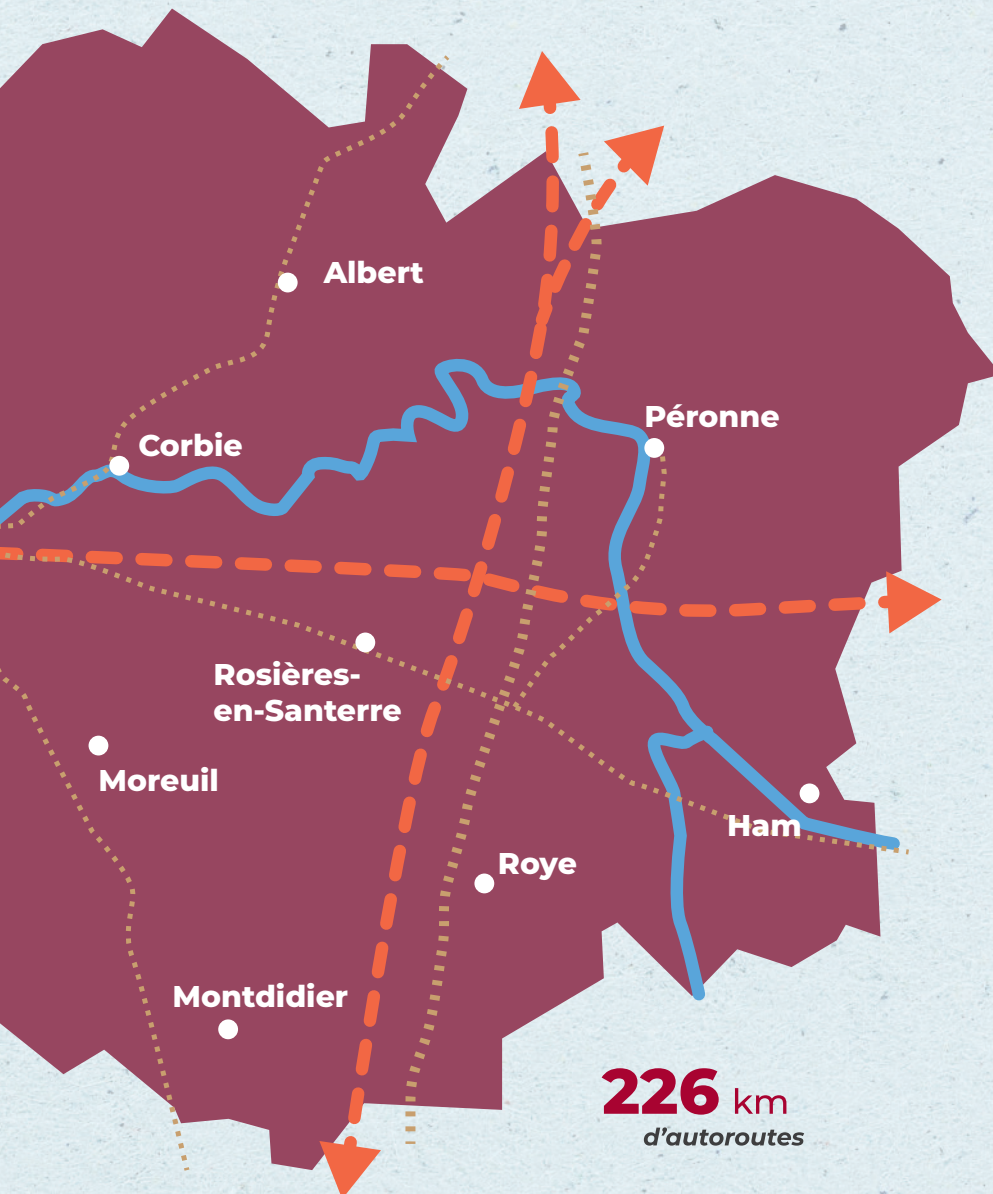 Albert
Péronne
Corbie
Rosières-
en-Santerre
Moreuil
Ham
Roye
Montdidier
226 km
d’autoroutes